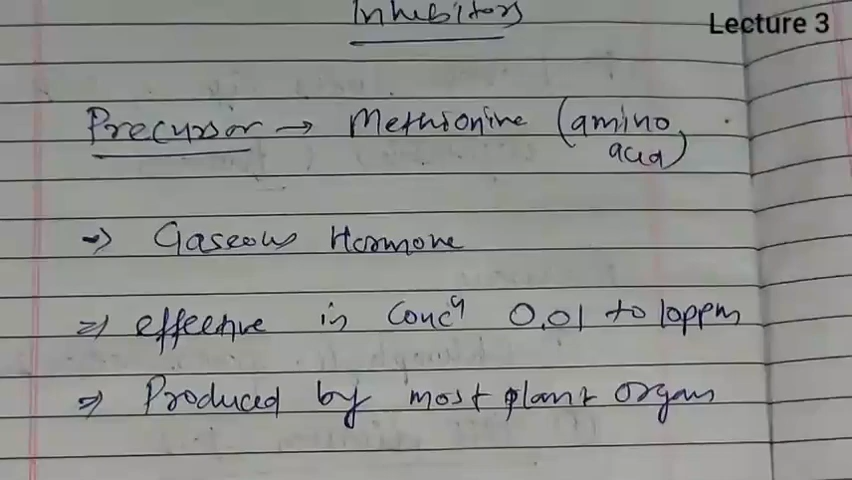 Inhibitors
Lecture 3
Precursor → Methionine (amino acid)
→ Gaseous Hormone
⇒ effective in Concⁿ 0.01 to 10ppm
⇒ Produced by most plant organs